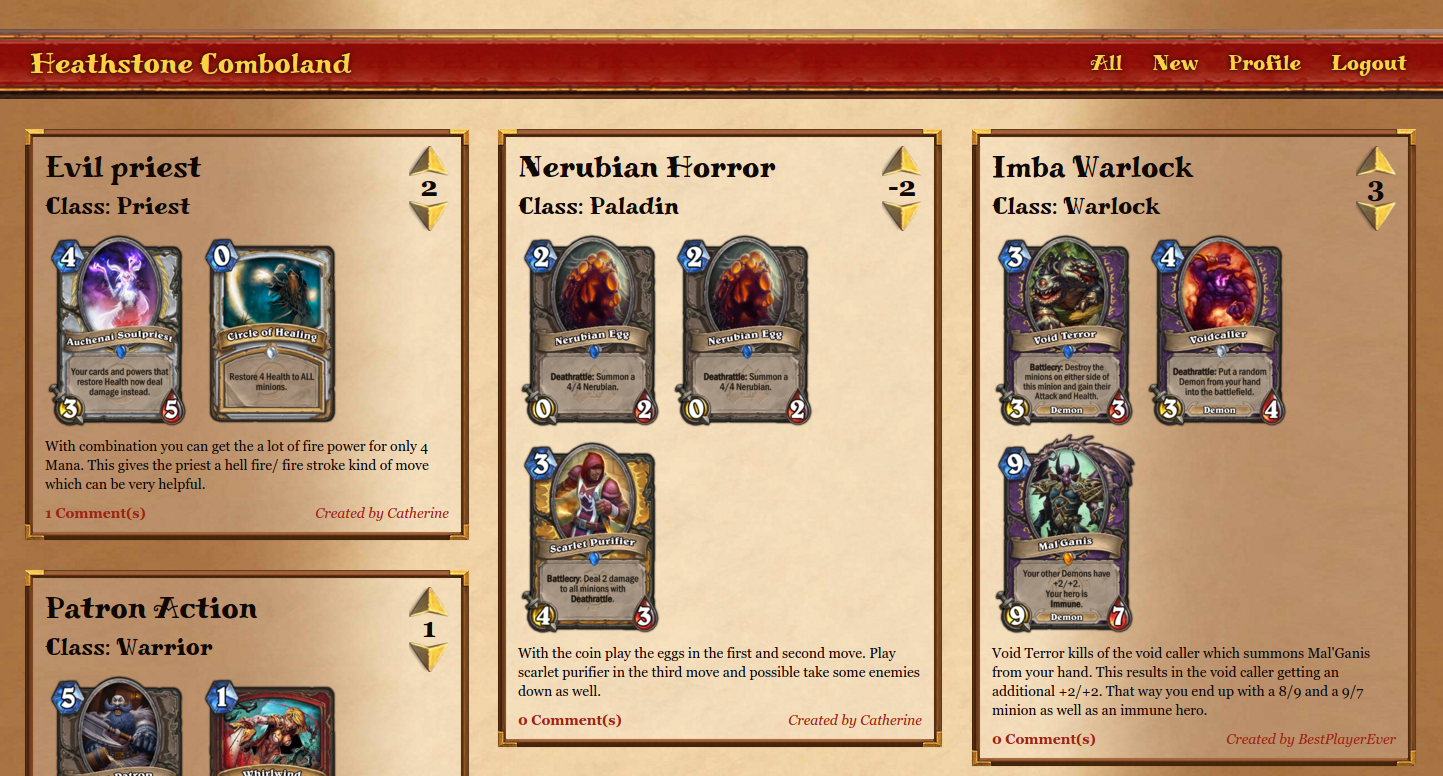 Heathstone Comboland
All New Profile Logout
Evil priest
2
Class: Priest
4
Auchenai Soulpriest
Your cards and powers that
restore Health now deal
damage instead.
3 5
0
Circle of Healing
Restore 4 Health to ALL
minions.
With combination you can get the a lot of fire power for only 4
Mana. This gives the priest a hell fire/ fire stroke kind of move
which can be very helpful.
1 Comment(s) Created by Catherine
Patron Action
1
Class: Warrior
5
Patron
1
Whirlwind
Nerubian Horror
-2
Class: Paladin
2
Nerubian Egg
Deathrattle: Summon a
4/4 Nerubian.
0 2
2
Nerubian Egg
Deathrattle: Summon a
4/4 Nerubian.
0 2
3
Scarlet Purifier
Battlecry: Deal 2 damage
to all minions with
Deathrattle.
4 3
With the coin play the eggs in the first and second move. Play
scarlet purifier in the third move and possible take some enemies
down as well.
0 Comment(s) Created by Catherine
Imba Warlock
3
Class: Warlock
3
Void Terror
Battlecry: Destroy the
minions on either side of
this minion and gain their
Attack and Health.
3 Demon 3
4
Voidcaller
Deathrattle: Put a random
Demon from your hand
into the battlefield.
3 Demon 4
9
Mal'Ganis
Your other Demons have
+2/+2.
Your hero is
Immune.
9 Demon 7
Void Terror kills of the void caller which summons Mal'Ganis
from your hand. This results in the void caller getting an
additional +2/+2. That way you end up with a 8/9 and a 9/7
minion as well as an immune hero.
0 Comment(s) Created by BestPlayerEver